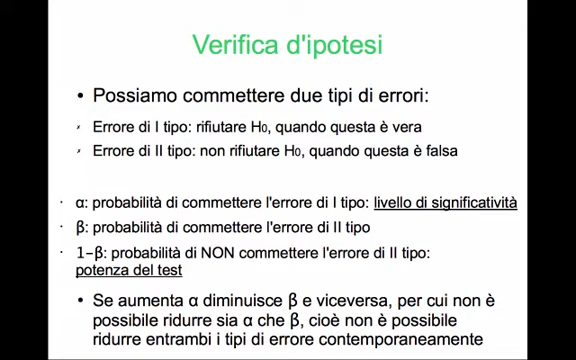 Verifica d'ipotesi
• Possiamo commettere due tipi di errori:
Errore di I tipo: rifiutare H0, quando questa è vera
Errore di II tipo: non rifiutare H0, quando questa è falsa
· α: probabilità di commettere l'errore di I tipo: livello di significatività
· β: probabilità di commettere l'errore di II tipo
· 1−β: probabilità di NON commettere l'errore di II tipo:
potenza del test
• Se aumenta α diminuisce β e viceversa, per cui non è
possibile ridurre sia α che β, cioè non è possibile
ridurre entrambi i tipi di errore contemporaneamente